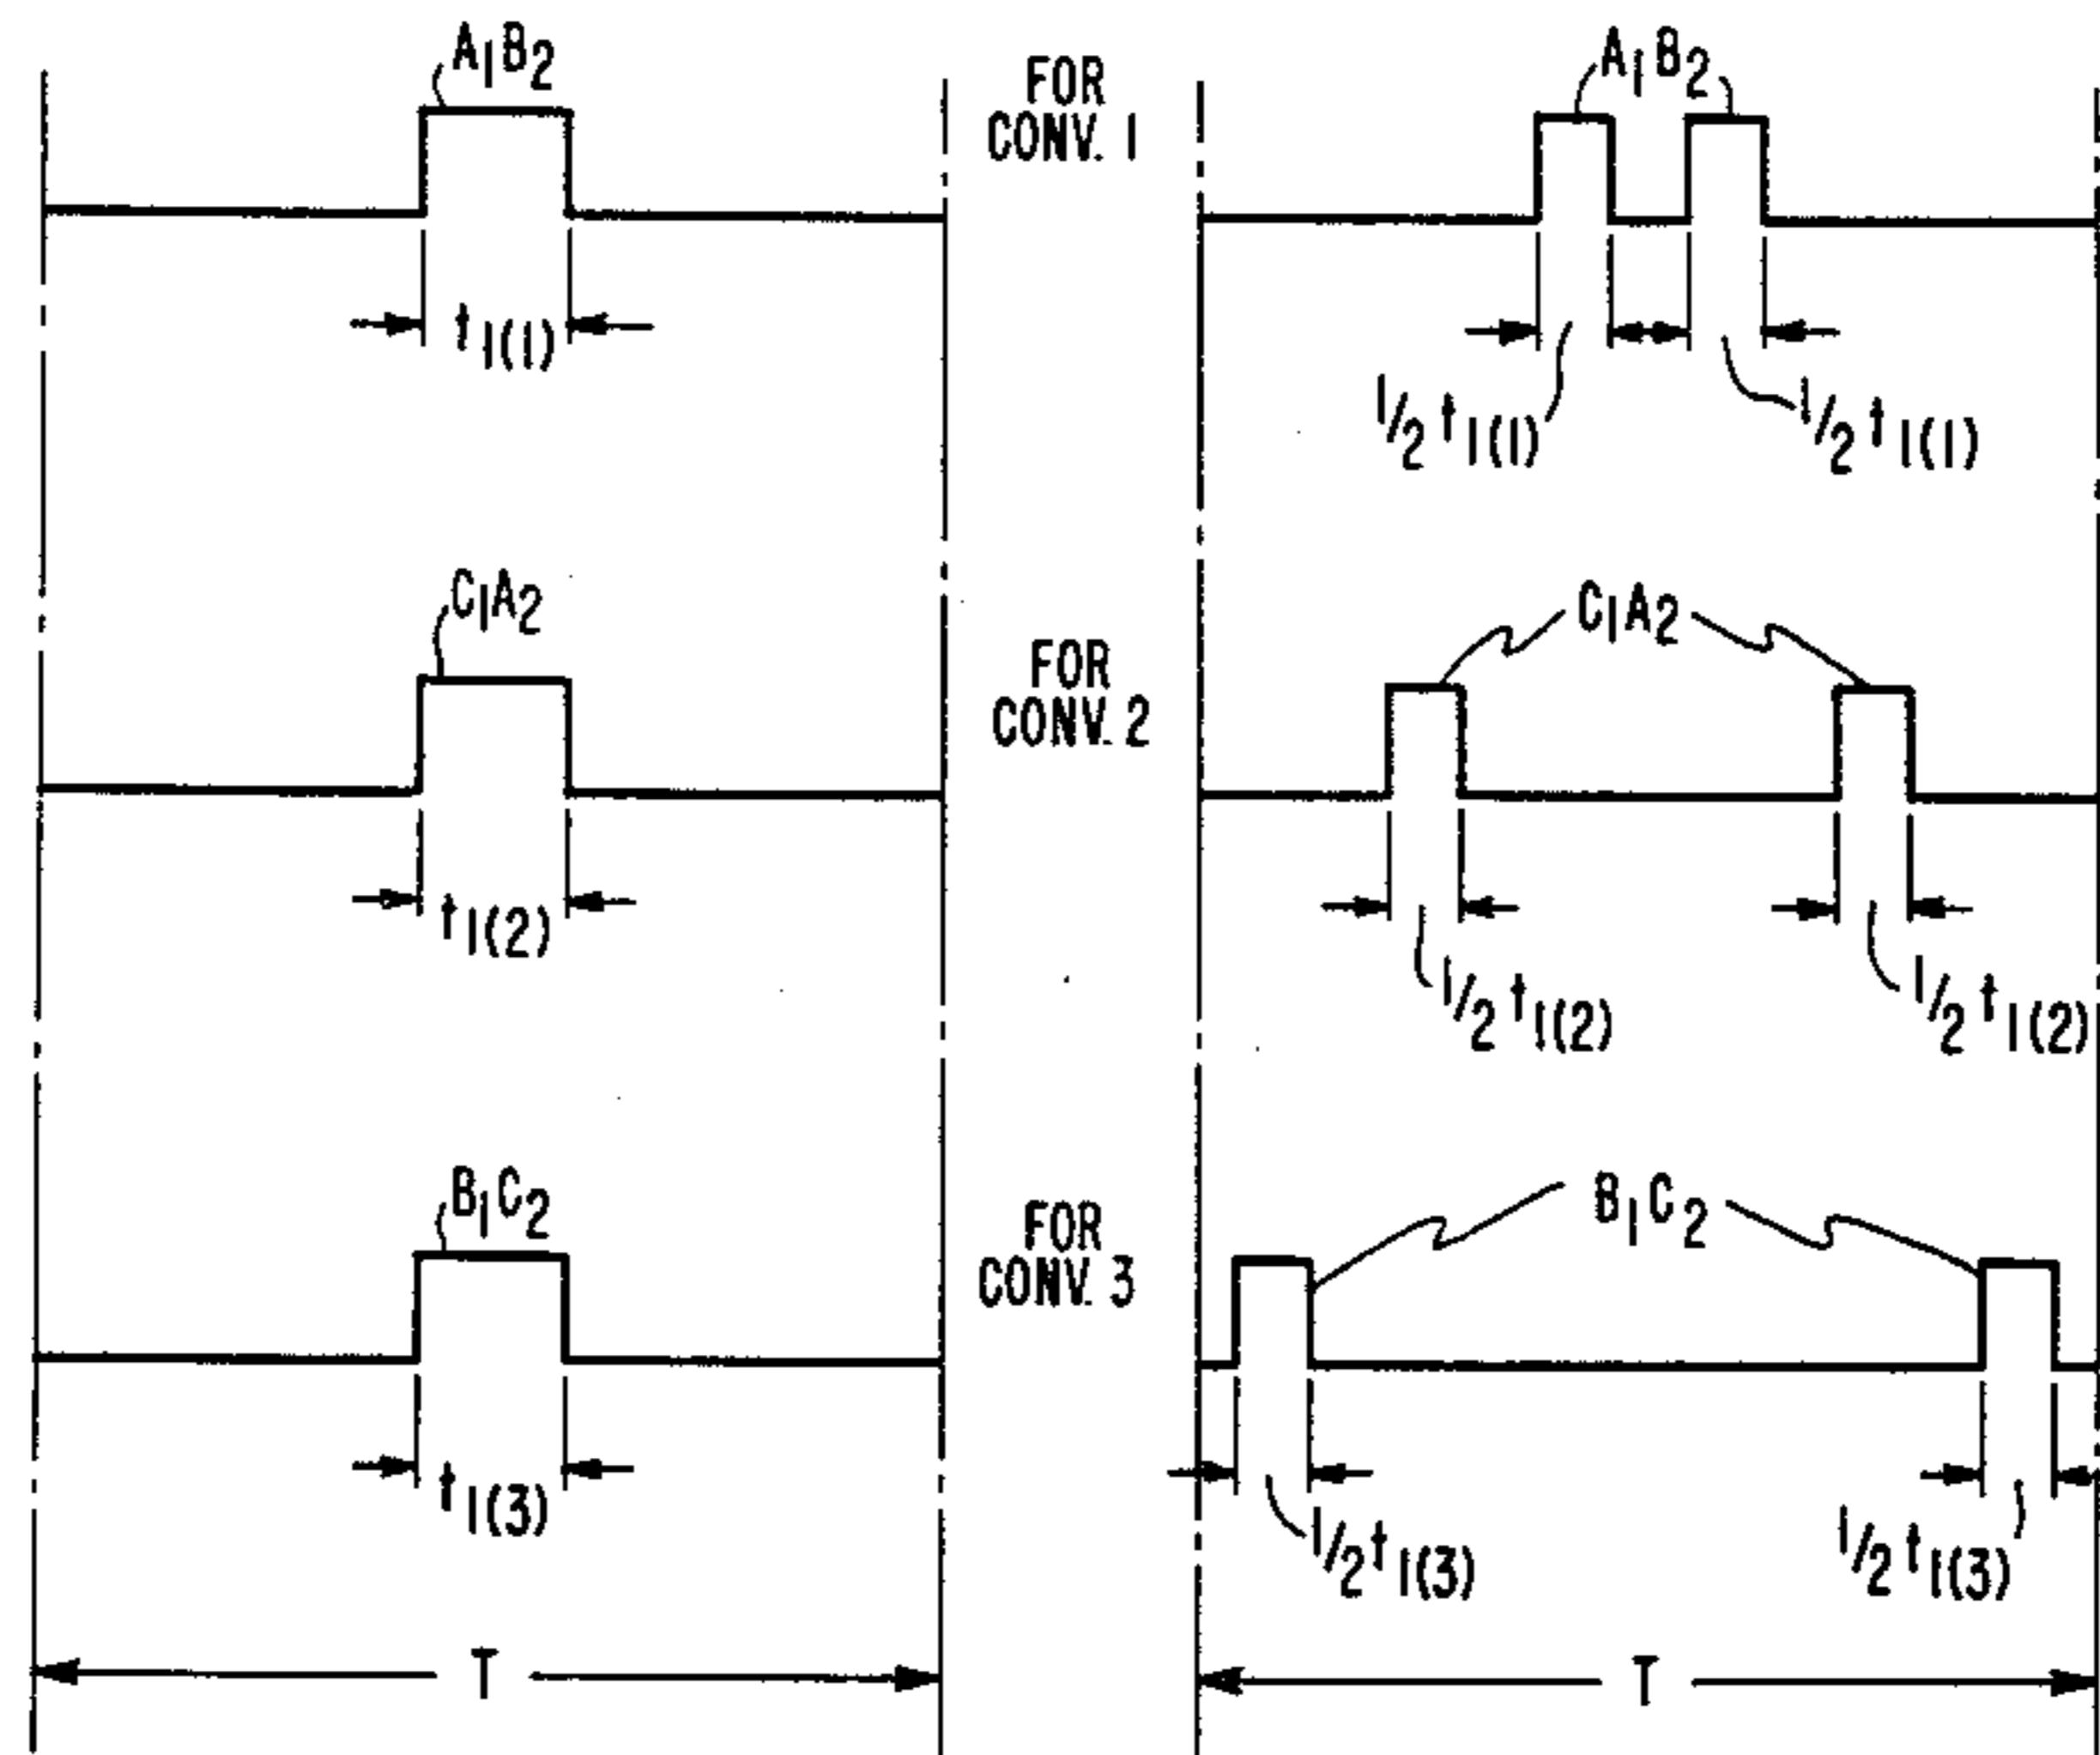 A1B2
FOR
CONV. 1
A1B2
t1(1)
1/2 t1(1)
1/2 t1(1)
C1A2
FOR
CONV. 2
C1A2
t1(2)
1/2 t1(2)
1/2 t1(2)
B1C2
FOR
CONV. 3
B1C2
t1(3)
1/2 t1(3)
1/2 t1(3)
T
T